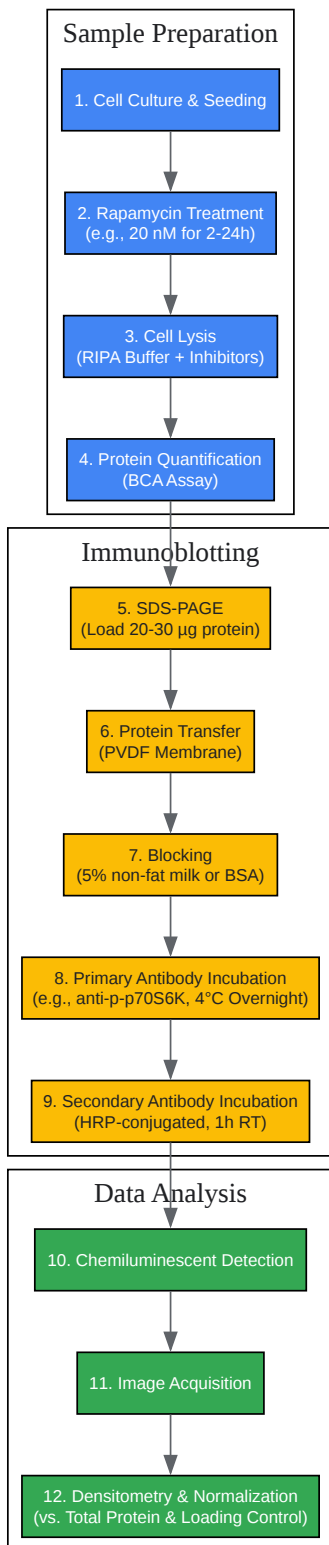 Sample Preparation
1. Cell Culture & Seeding
2. Rapamycin Treatment
(e.g., 20 nM for 2-24h)
3. Cell Lysis
(RIPA Buffer + Inhibitors)
4. Protein Quantification
(BCA Assay)
Immunoblotting
5. SDS-PAGE
(Load 20-30 µg protein)
6. Protein Transfer
(PVDF Membrane)
7. Blocking
(5% non-fat milk or BSA)
8. Primary Antibody Incubation
(e.g., anti-p-p70S6K, 4°C Overnight)
9. Secondary Antibody Incubation
(HRP-conjugated, 1h RT)
Data Analysis
10. Chemiluminescent Detection
11. Image Acquisition
12. Densitometry & Normalization
(vs. Total Protein & Loading Control)